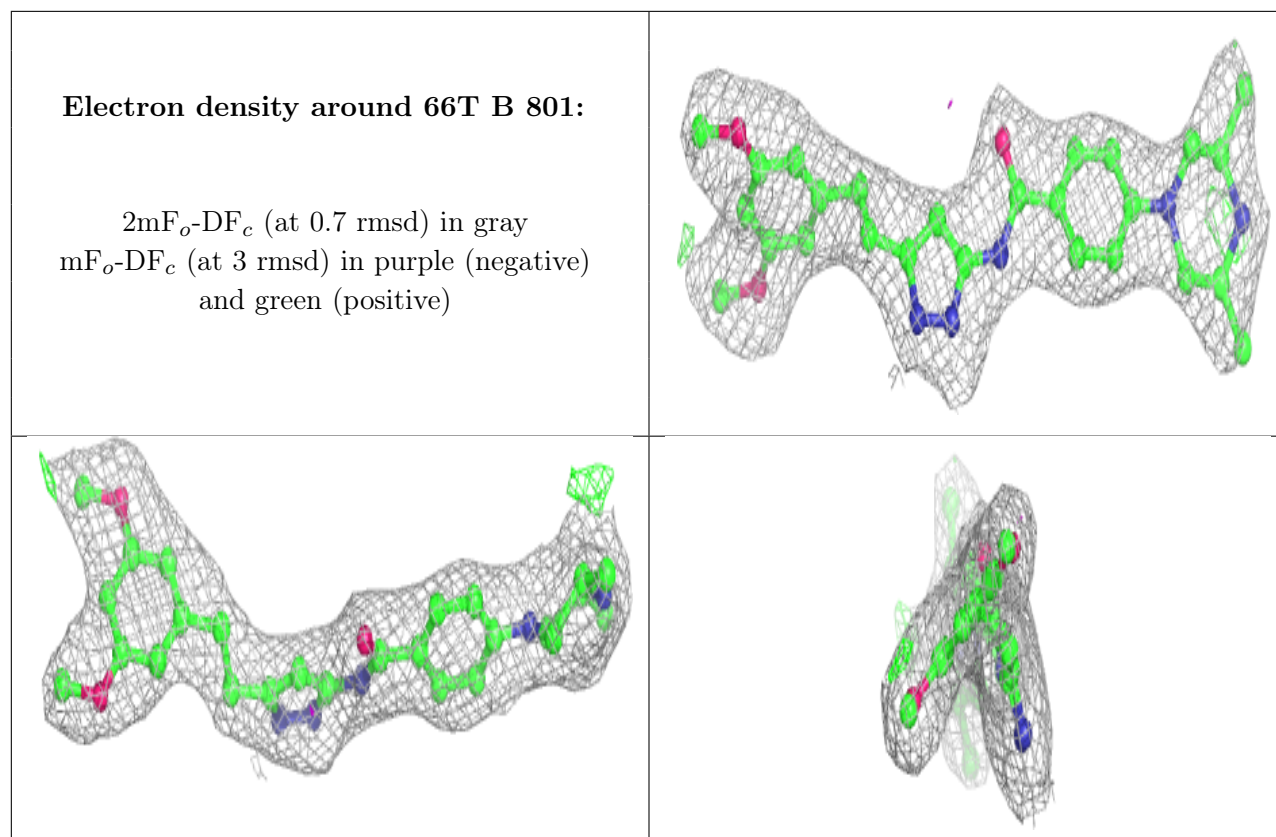 Electron density around 66T B 801:
2mFₒ-DF𝒸 (at 0.7 rmsd) in gray
mFₒ-DF𝒸 (at 3 rmsd) in purple (negative)
and green (positive)